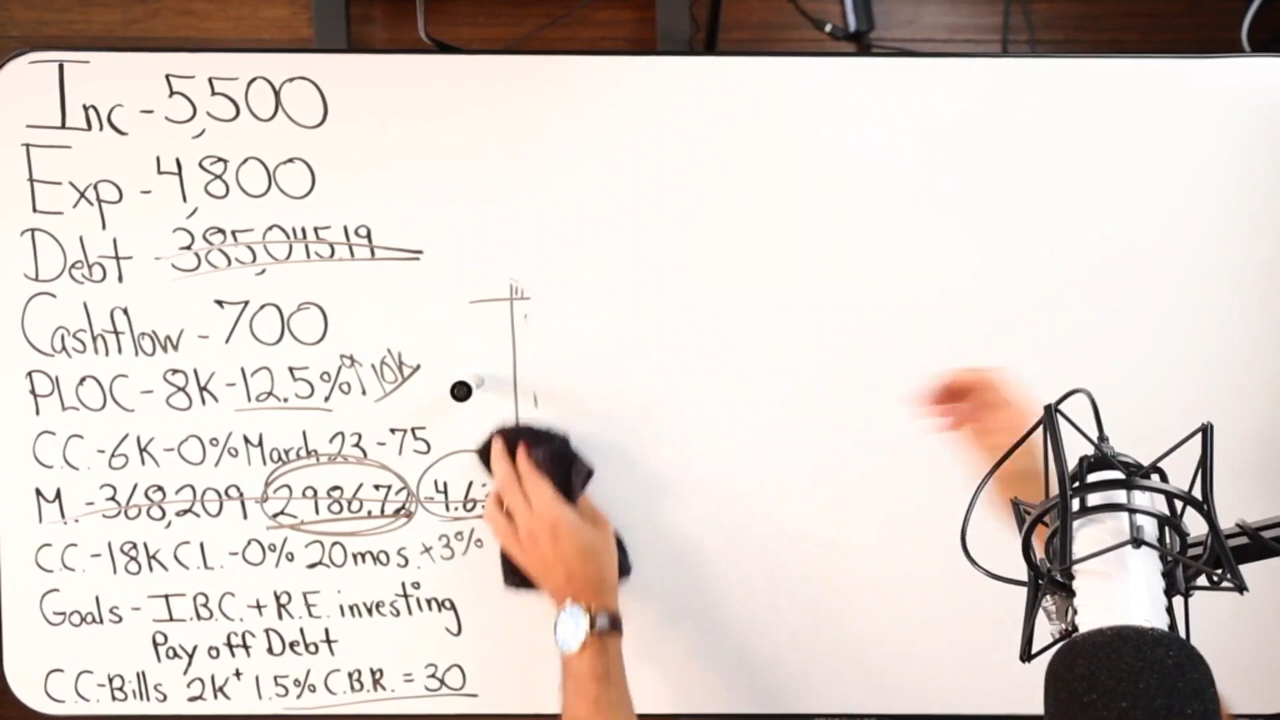 Inc - 5,500
Exp - 4,800
Debt - 385,045.19
Cashflow - 700
PLOC - 8K - 12.5% ↑ 10K
C.C. - 6K - 0% March 23 - 75
M. - 368,209 - 2,986.72 - 4.6
C.C. - 18K C.L. - 0% 20 mos. + 3%
Goals - I.B.C. + R.E. investing
Pay off Debt
C.C. - Bills 2K+ 1.5% C.B.R. = 30